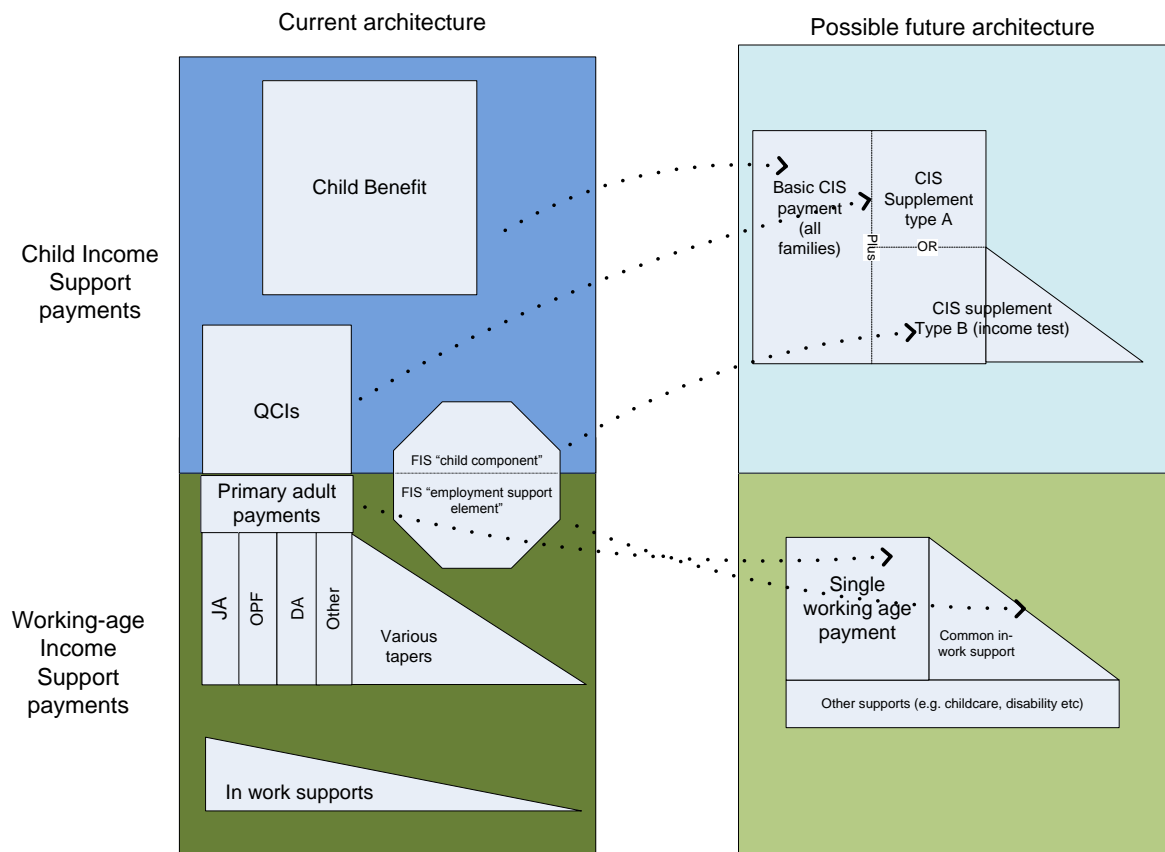 Current architecture
Possible future architecture
Child Income
Support
payments
Child Benefit
QCIs
FIS “child component”
FIS “employment support
element”
Primary adult
payments
JA
OPF
DA
Other
Various
tapers
Working-age
Income
Support
payments
In work supports
Basic CIS
payment
(all
families)
Plus
CIS
Supplement
type A
OR
CIS supplement
Type B (income test)
Single
working age
payment
Common in-
work support
Other supports (e.g. childcare, disability etc)